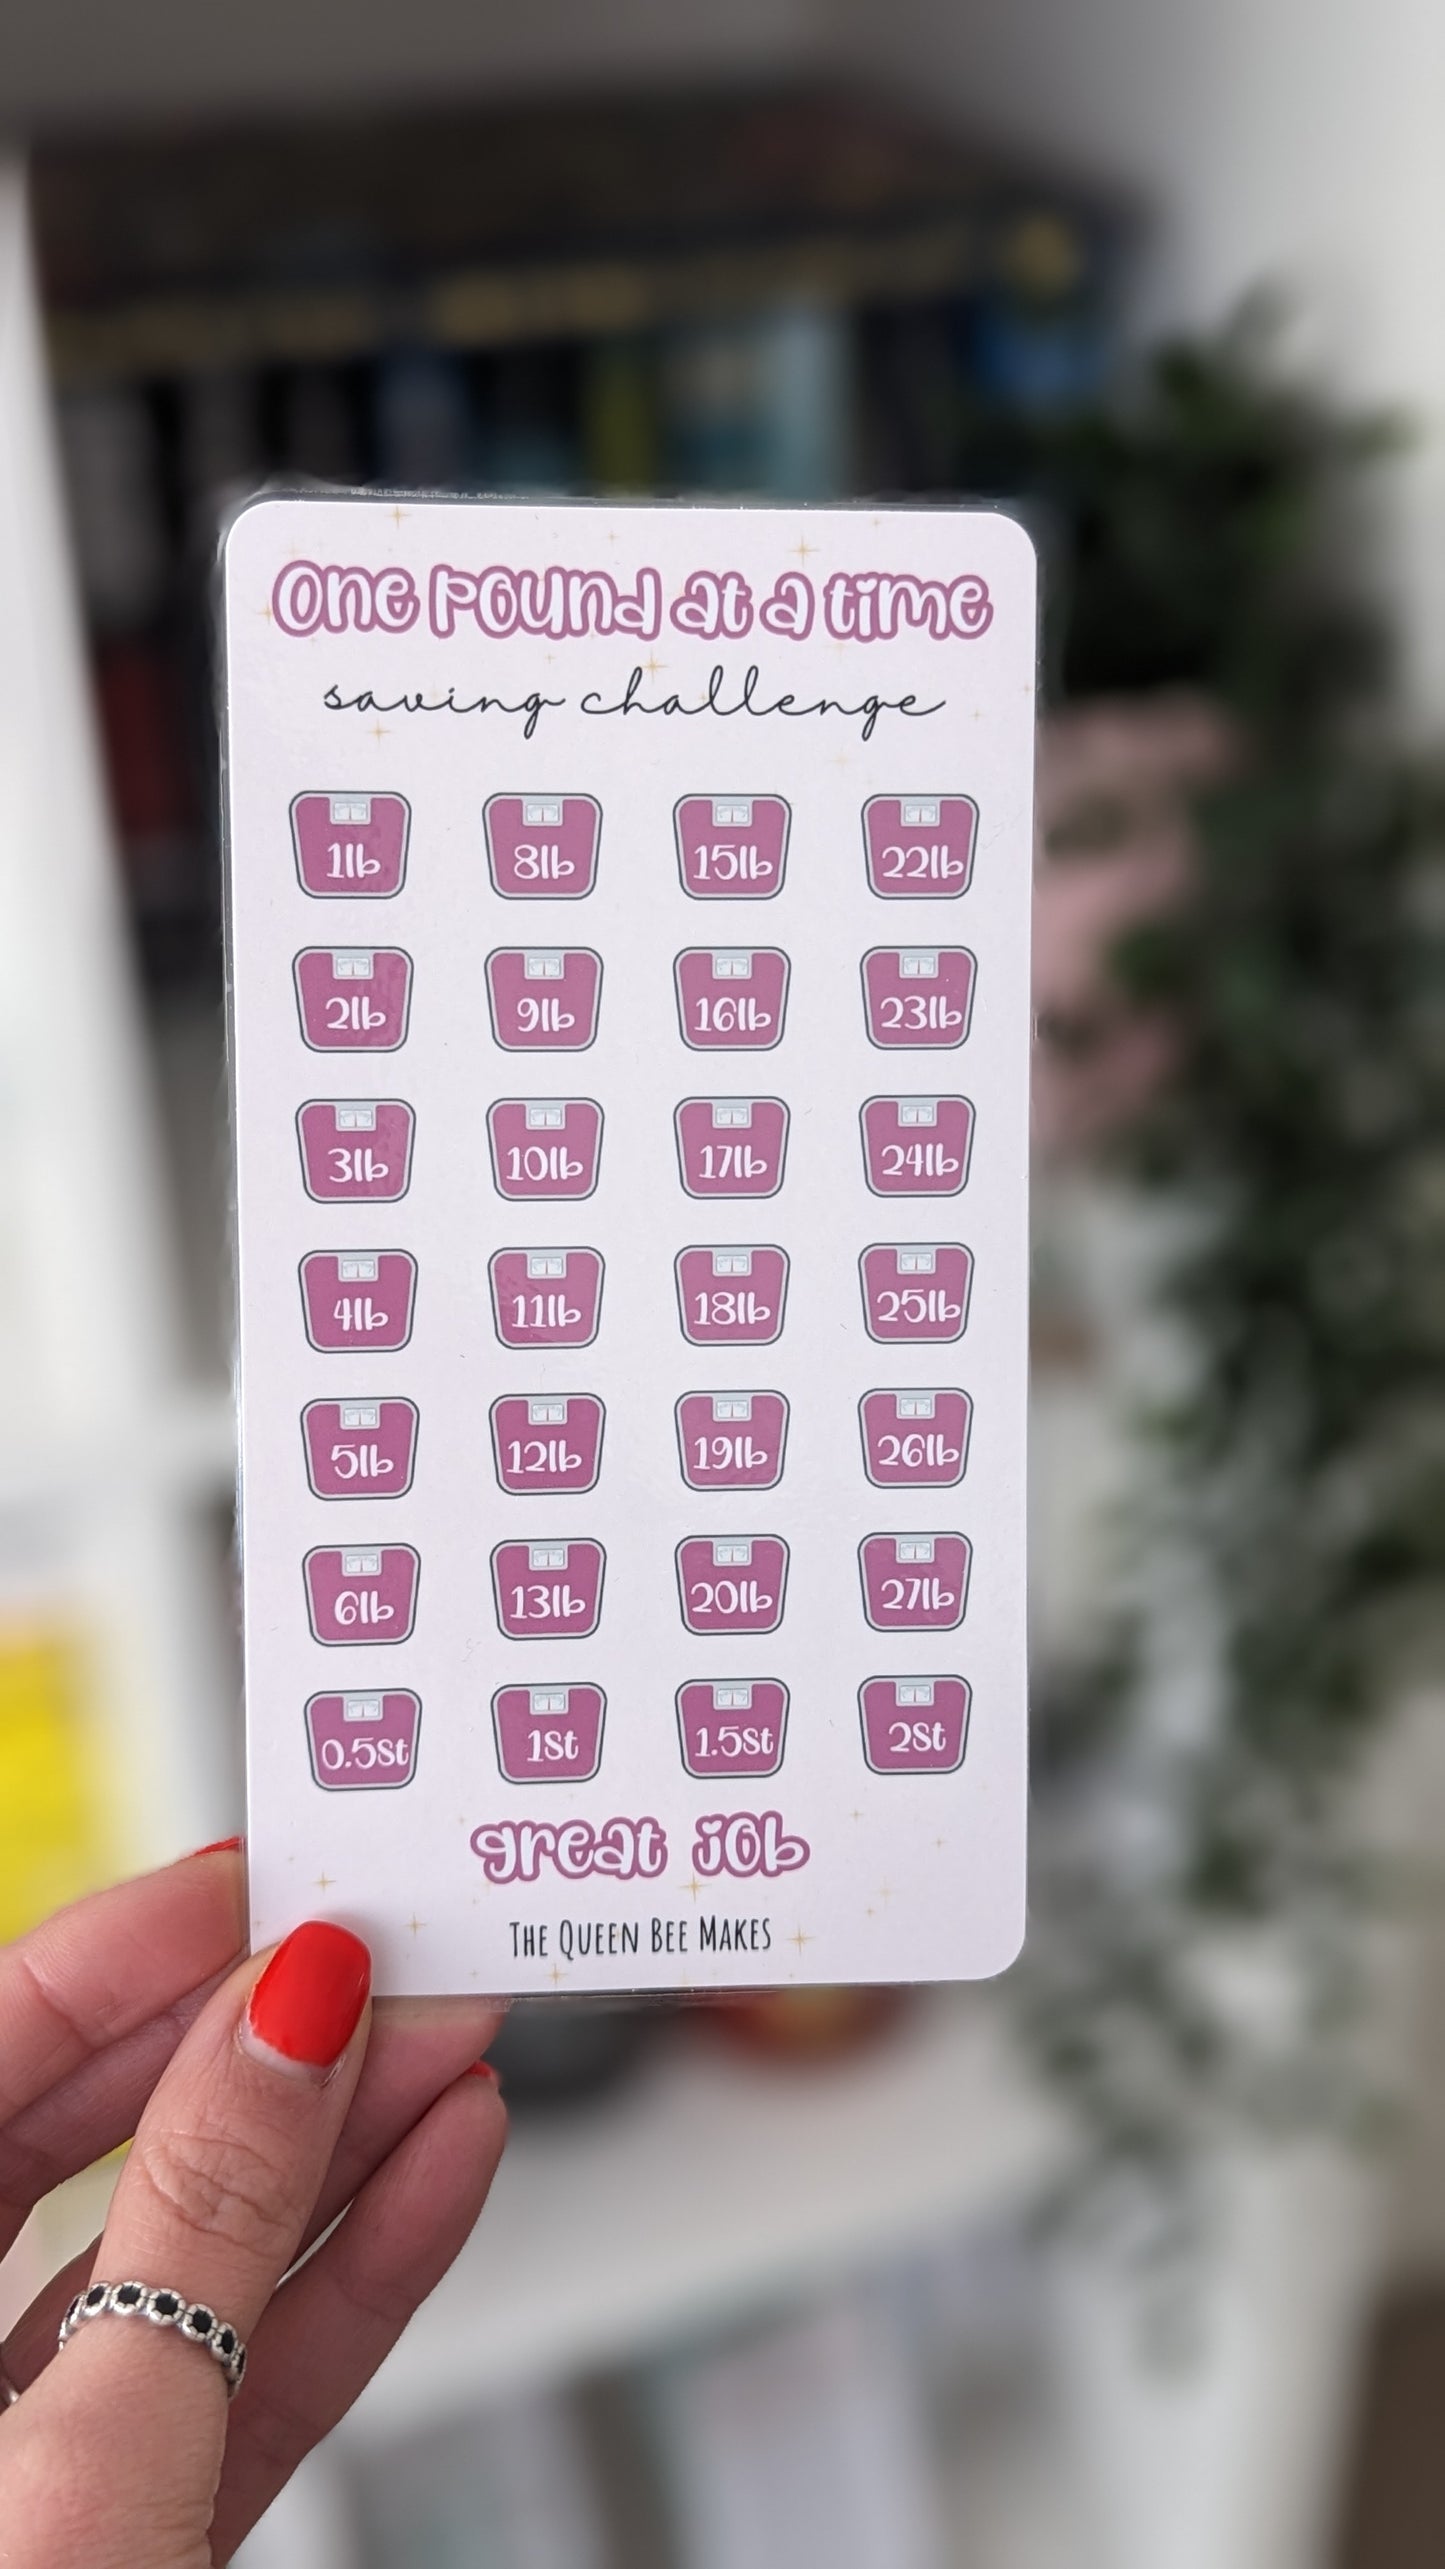 One Pound at a time
saving challenge
1lb 8lb 15lb 22lb
2lb 9lb 16lb 23lb
3lb 10lb 17lb 24lb
4lb 11lb 18lb 25lb
5lb 12lb 19lb 26lb
6lb 13lb 20lb 27lb
0.5st 1st 1.5st 2st
great job
The Queen Bee Makes